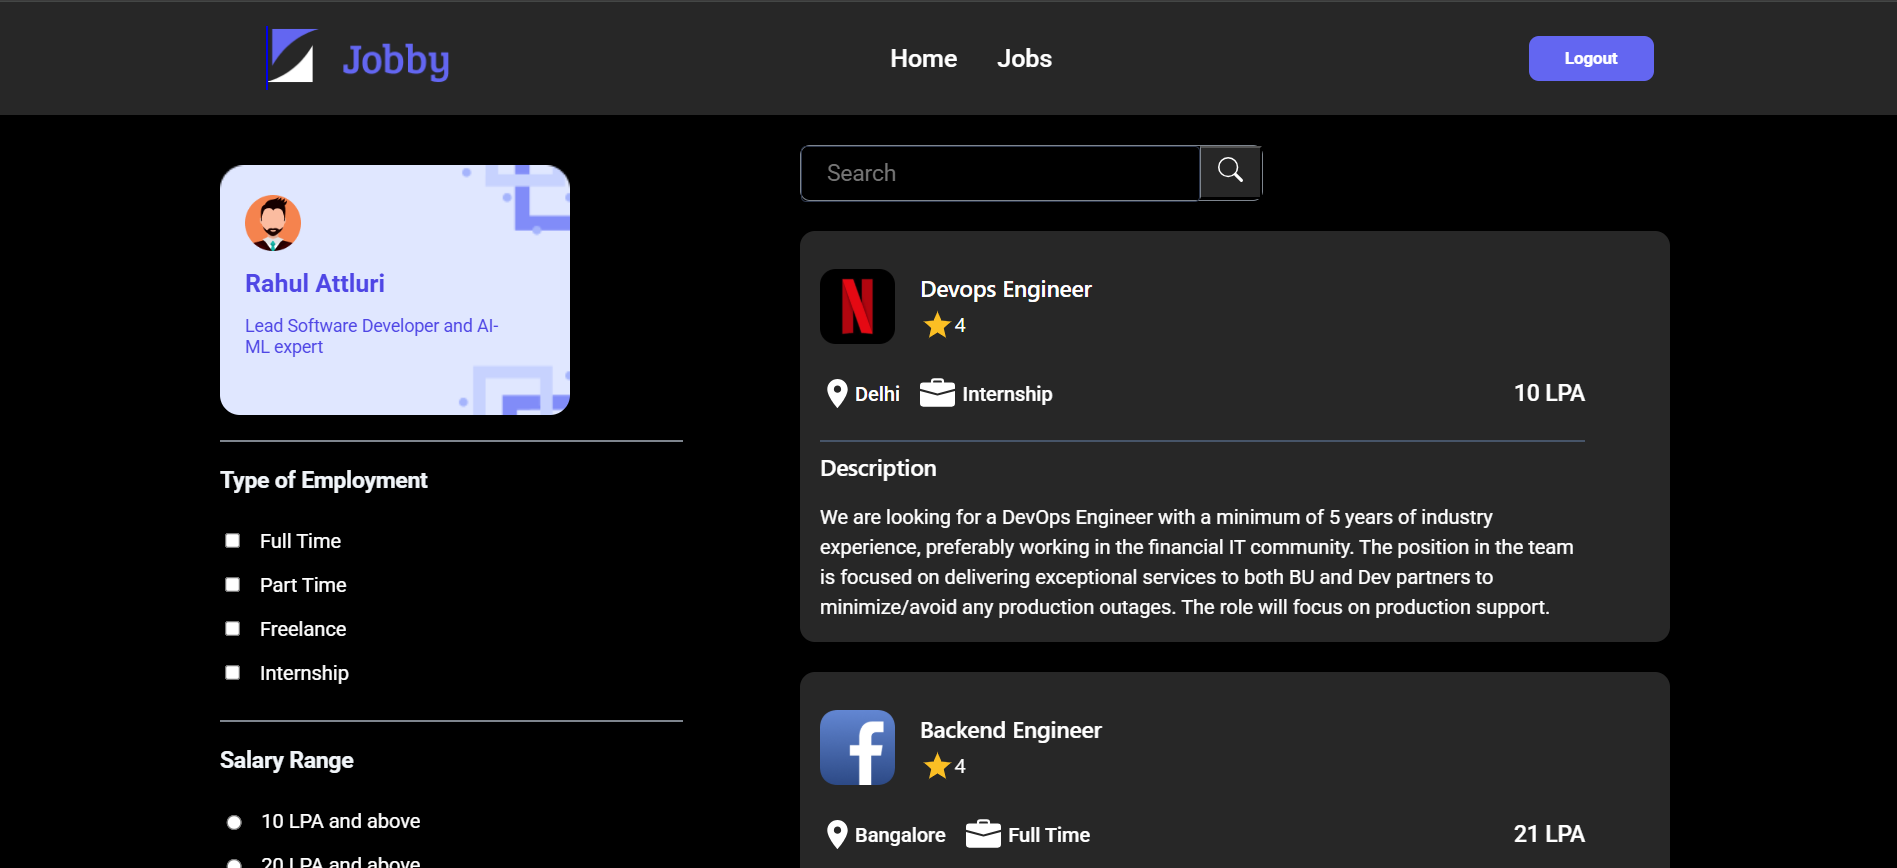 Jobby
Home
Jobs
Logout
Rahul Attluri
Lead Software Developer and AI-
ML expert
Type of Employment
Full Time
Part Time
Freelance
Internship
Salary Range
10 LPA and above
20 LPA and above
Search
N
Devops Engineer
4
Delhi
Internship
10 LPA
Description
We are looking for a DevOps Engineer with a minimum of 5 years of industry
experience, preferably working in the financial IT community. The position in the team
is focused on delivering exceptional services to both BU and Dev partners to
minimize/avoid any production outages. The role will focus on production support.
f
Backend Engineer
4
Bangalore
Full Time
21 LPA